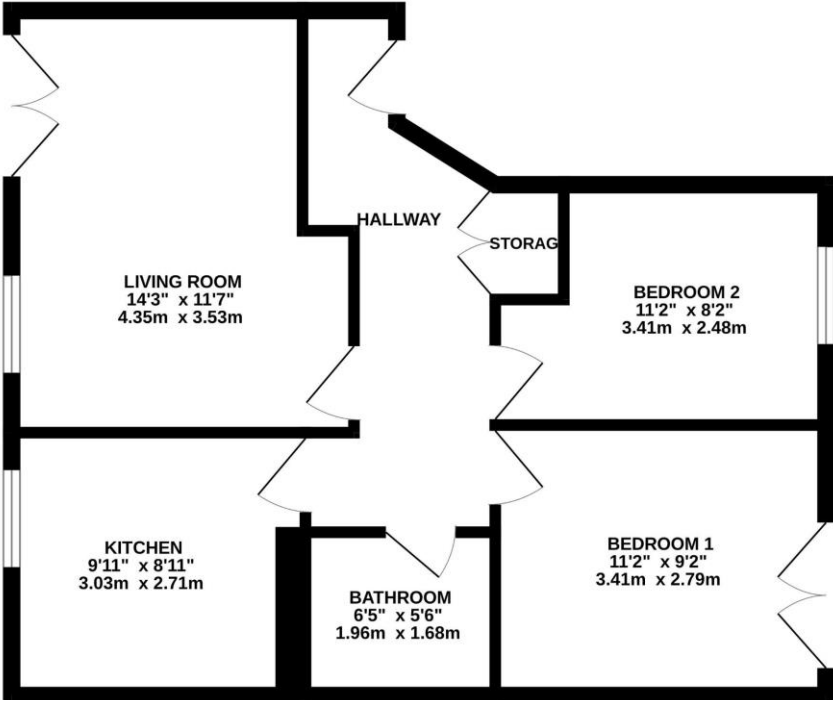 HALLWAY
STORAG
LIVING ROOM
14'3" x 11'7"
4.35m x 3.53m
BEDROOM 2
11'2" x 8'2"
3.41m x 2.48m
KITCHEN
9'11" x 8'11"
3.03m x 2.71m
BATHROOM
6'5" x 5'6"
1.96m x 1.68m
BEDROOM 1
11'2" x 9'2"
3.41m x 2.79m